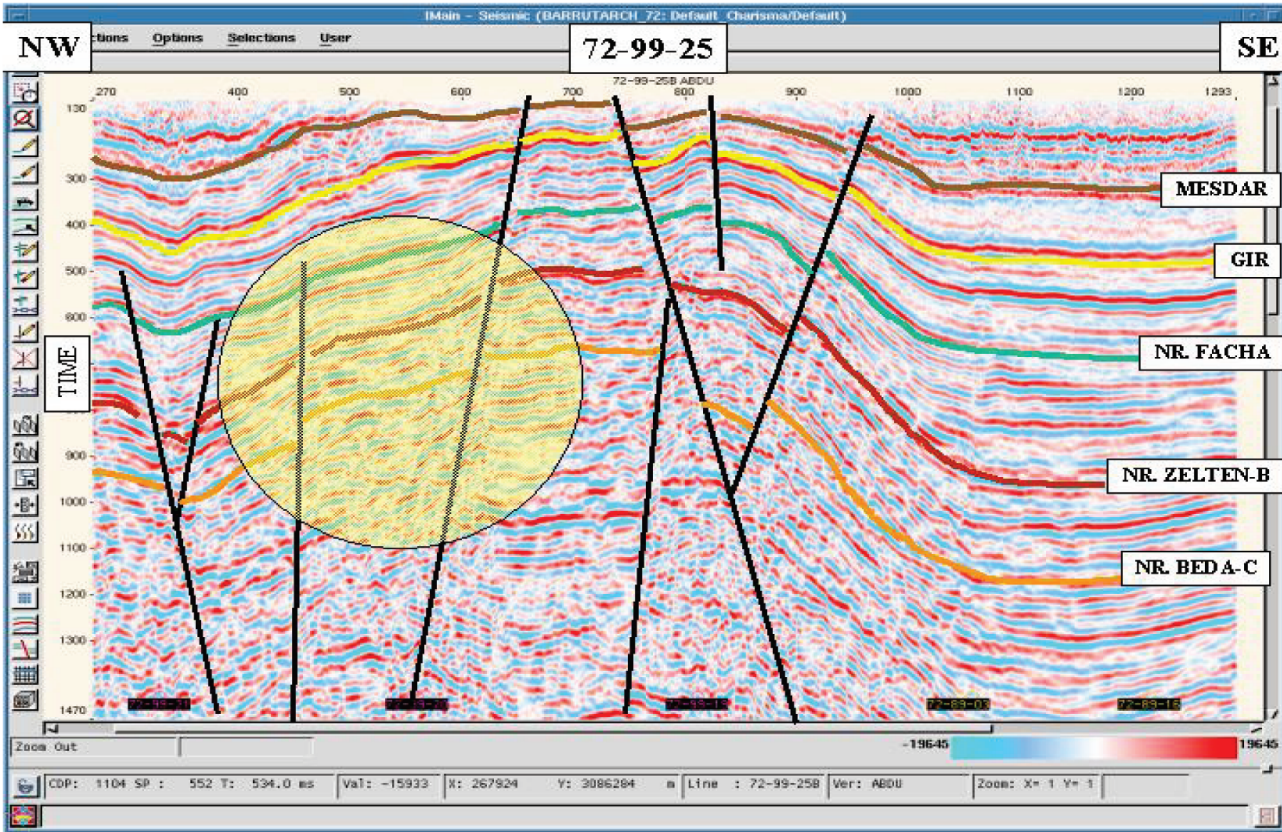 IMain - Seismic (BARRUTARCH_72: Default_Charisma/Default)
NW
ctions Options Selections User
72-99-25
SE
72-99-25B ABDU
270 400 500 600 700 800 900 1000 1100 1200 1293
130
300
400
500
600
900
1000
1100
1200
1300
1470
TIME
MESDAR
GIR
NR. FACHA
NR. ZELTEN-B
NR. BEDA-C
72-89-03
72-89-16
Zoom Out
-19645
19645
CDP: 1104 SP : 552 T: 534.0 ms
Val: -15933
X: 267924 Y: 3086284 m
Line : 72-99-25B
Ver: ABDU
Zoom: X= 1 Y= 1